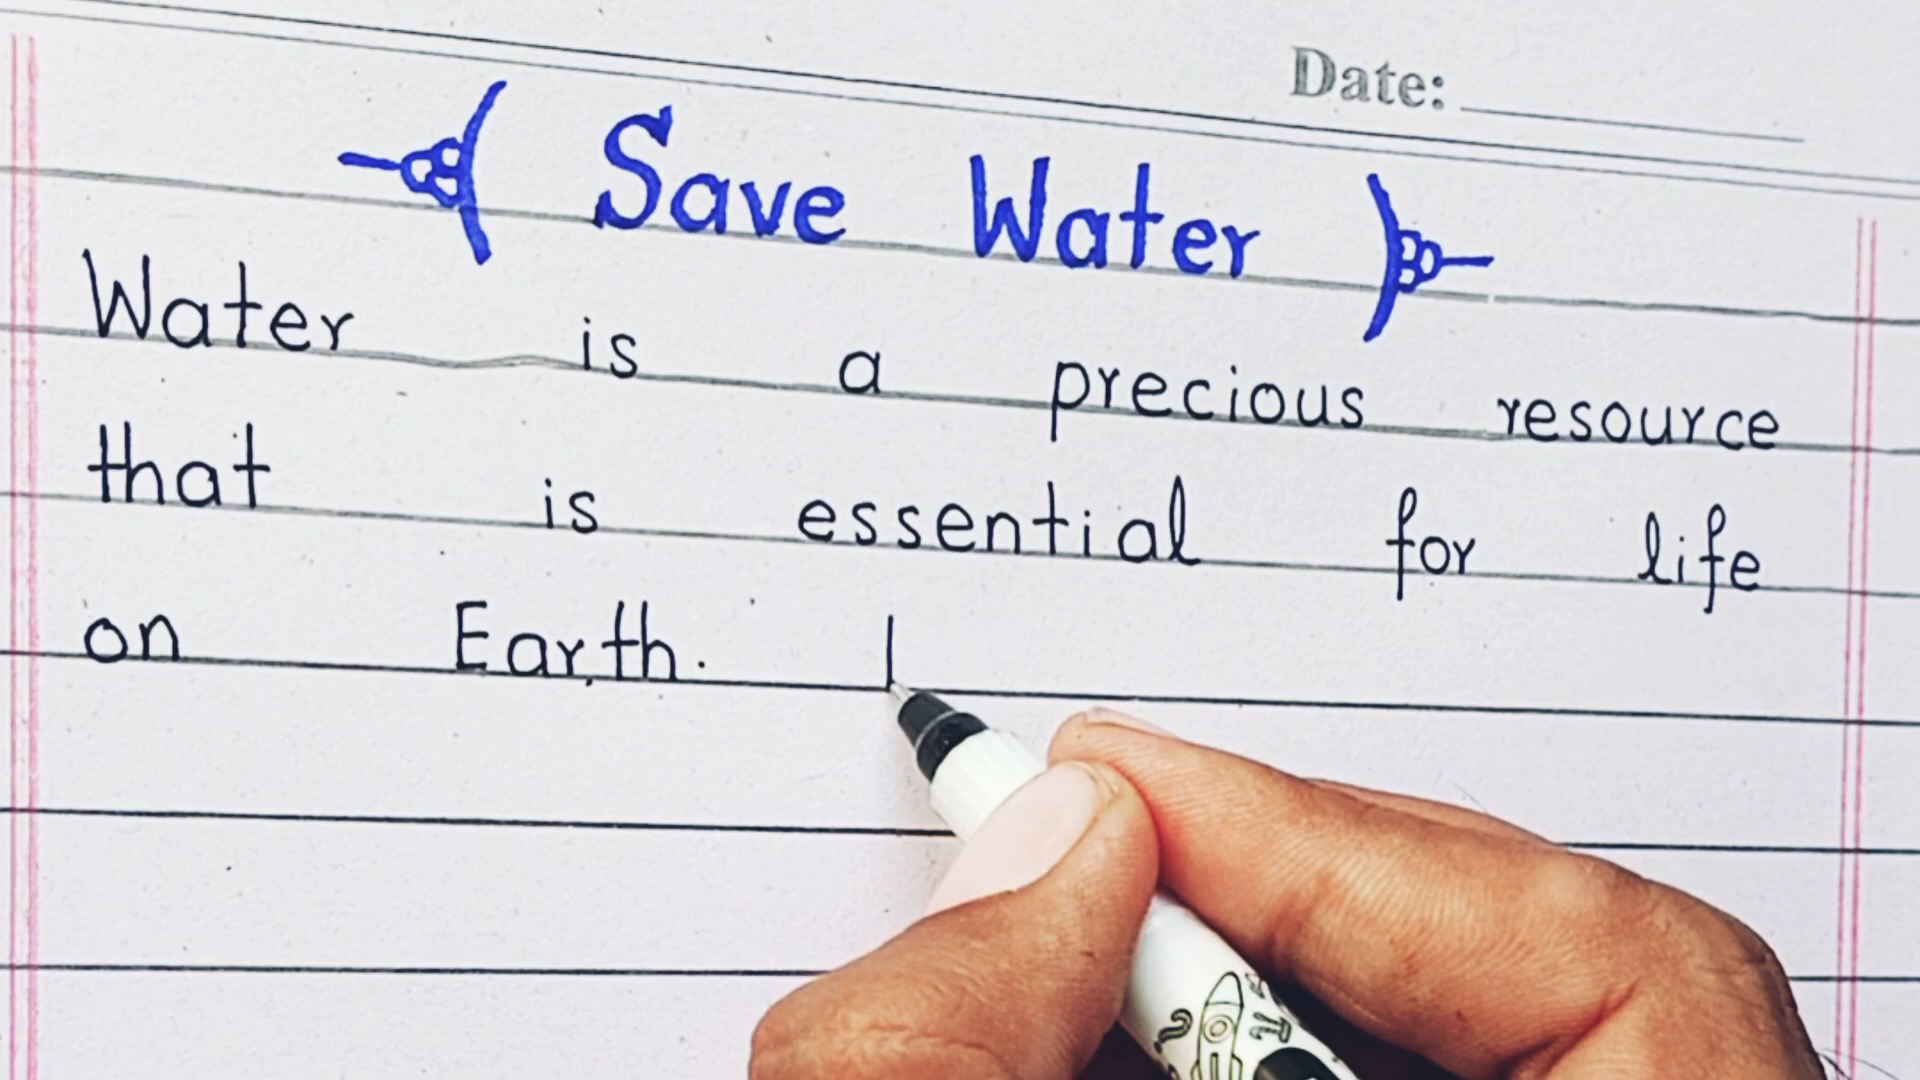 Date:
Save Water
Water is a precious resource
that is essential for life
on Earth.